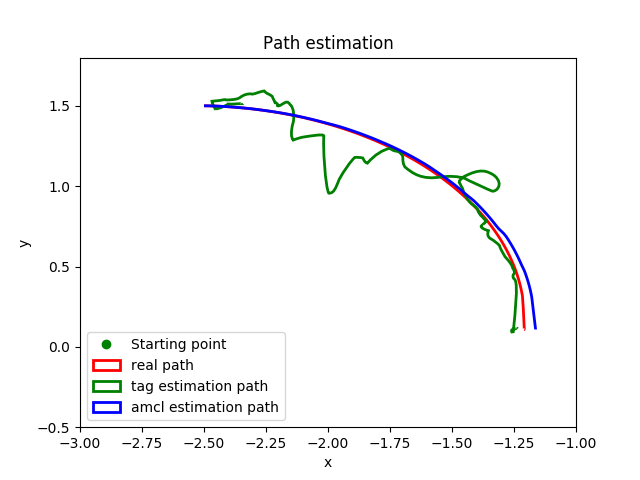 Path estimation
y
1.5
1.0
0.5
0.0
−0.5
Starting point
real path
tag estimation path
amcl estimation path
−3.00 −2.75 −2.50 −2.25 −2.00 −1.75 −1.50 −1.25 −1.00
x